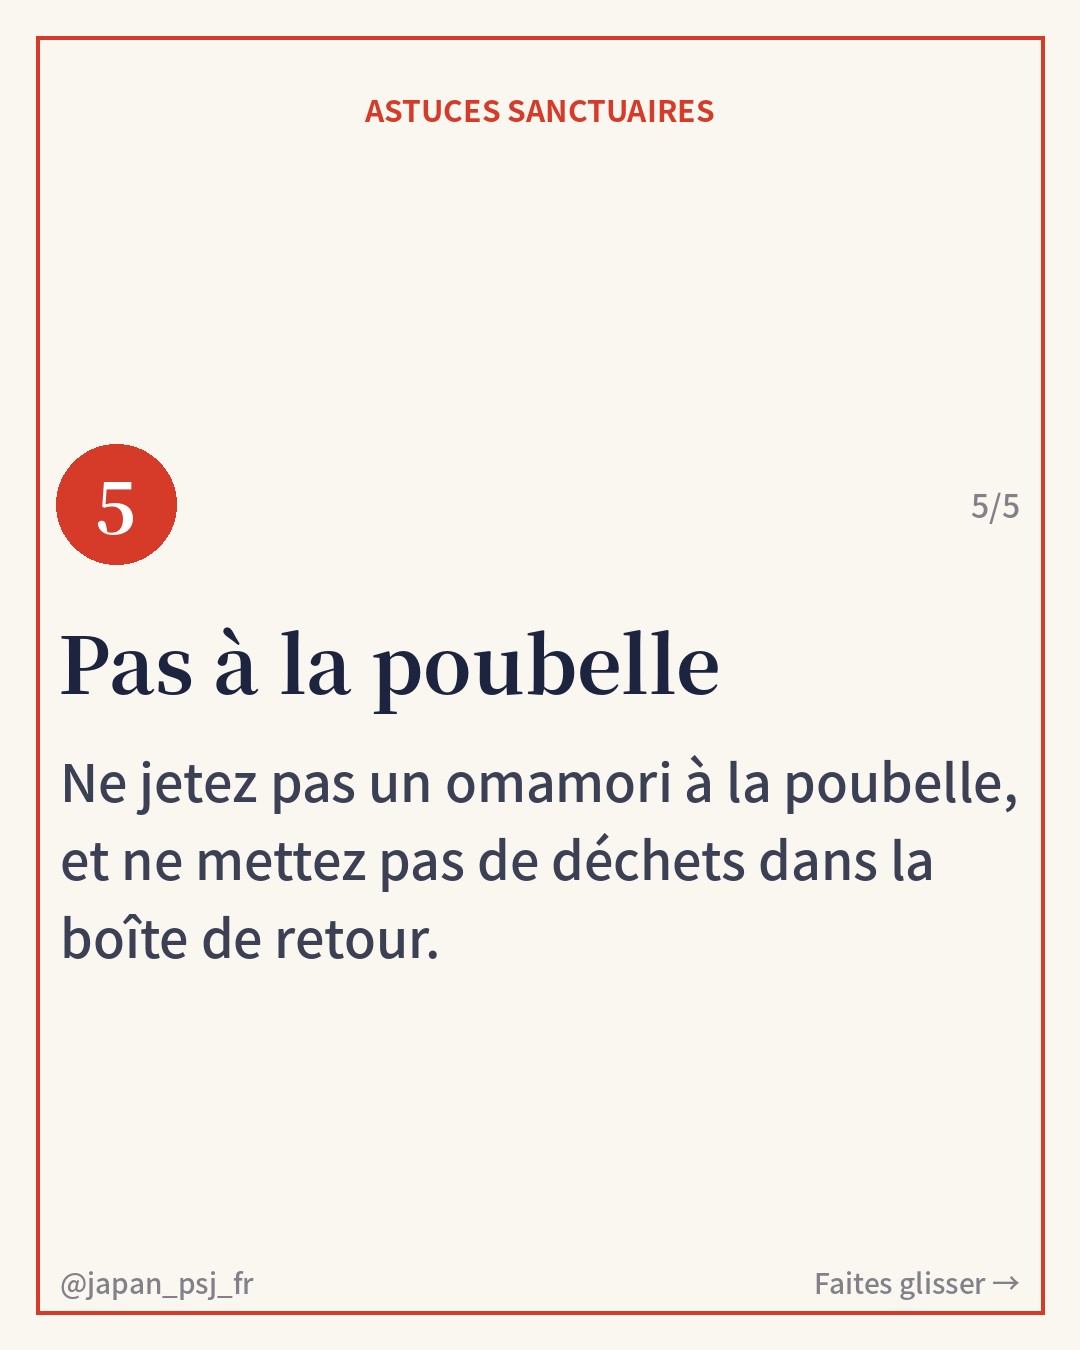 ASTUCES SANCTUAIRES
5
5/5
Pas à la poubelle
Ne jetez pas un omamori à la poubelle,
et ne mettez pas de déchets dans la
boîte de retour.
@japan_psj_fr
Faites glisser →